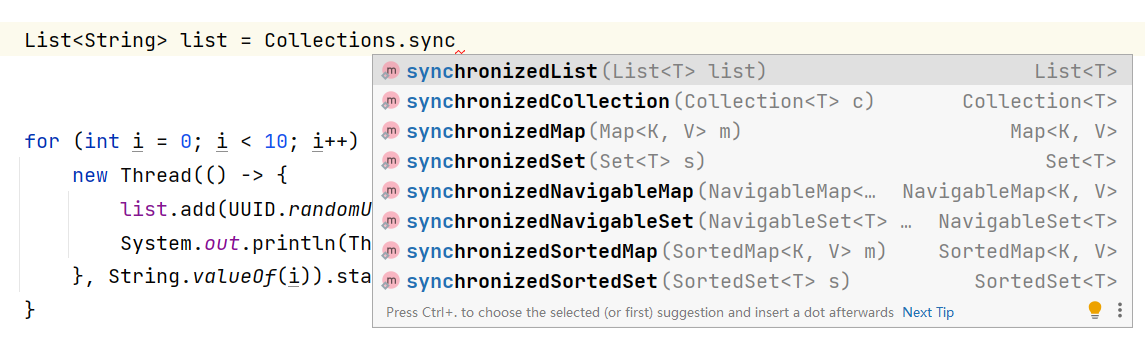 List<String> list = Collections.sync
synchronizedList(List<T> list) List<T>
synchronizedCollection(Collection<T> c) Collection<T>
synchronizedMap(Map<K, V> m) Map<K, V>
synchronizedSet(Set<T> s) Set<T>
synchronizedNavigableMap(NavigableMap<… NavigableMap<K, V>
synchronizedNavigableSet(NavigableSet<T> … NavigableSet<T>
synchronizedSortedMap(SortedMap<K, V> m) SortedMap<K, V>
synchronizedSortedSet(SortedSet<T> s) SortedSet<T>
Press Ctrl+. to choose the selected (or first) suggestion and insert a dot afterwards Next Tip
for (int i = 0; i < 10; i++)
new Thread(() -> {
list.add(UUID.randomU
System.out.println(Th
}, String.valueOf(i)).sta
}